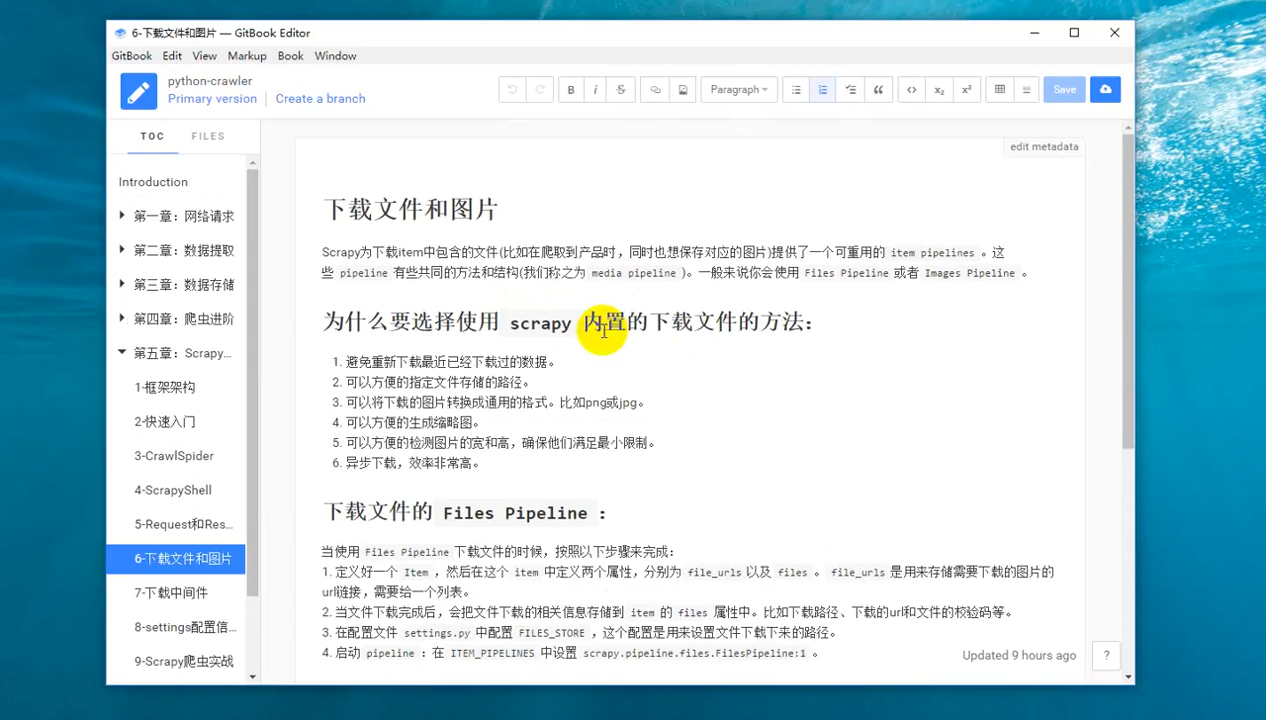 6-下载文件和图片 — GitBook Editor
GitBook Edit View Markup Book Window
python-crawler
Primary version Create a branch
B i S Paragraph <> x₂ x² Save
TOC FILES
edit metadata
Introduction
第一章：网络请求
第二章：数据提取
第三章：数据存储
第四章：爬虫进阶
第五章：Scrapy...
1-框架架构
2-快速入门
3-CrawlSpider
4-ScrapyShell
5-Request和Res...
6-下载文件和图片
7-下载中间件
8-settings配置信...
9-Scrapy爬虫实战
下载文件和图片
Scrapy为下载item中包含的文件(比如在爬取到产品时，同时也想保存对应的图片)提供了一个可重用的 item pipelines 。这
些 pipeline 有些共同的方法和结构(我们称之为 media pipeline )。一般来说你会使用 Files Pipeline 或者 Images Pipeline 。
为什么要选择使用 scrapy 内置的下载文件的方法：
1. 避免重新下载最近已经下载过的数据。
2. 可以方便的指定文件存储的路径。
3. 可以将下载的图片转换成通用的格式。比如png或jpg。
4. 可以方便的生成缩略图。
5. 可以方便的检测图片的宽和高，确保他们满足最小限制。
6. 异步下载，效率非常高。
下载文件的 Files Pipeline ：
当使用 Files Pipeline 下载文件的时候，按照以下步骤来完成：
1. 定义好一个 Item ，然后在这个 item 中定义两个属性，分别为 file_urls 以及 files 。 file_urls 是用来存储需要下载的图片的
url链接，需要给一个列表。
2. 当文件下载完成后，会把文件下载的相关信息存储到 item 的 files 属性中。比如下载路径、下载的url和文件的校验码等。
3. 在配置文件 settings.py 中配置 FILES_STORE ，这个配置是用来设置文件下载下来的路径。
4. 启动 pipeline ：在 ITEM_PIPELINES 中设置 scrapy.pipeline.files.FilesPipeline:1 。
Updated 9 hours ago ?